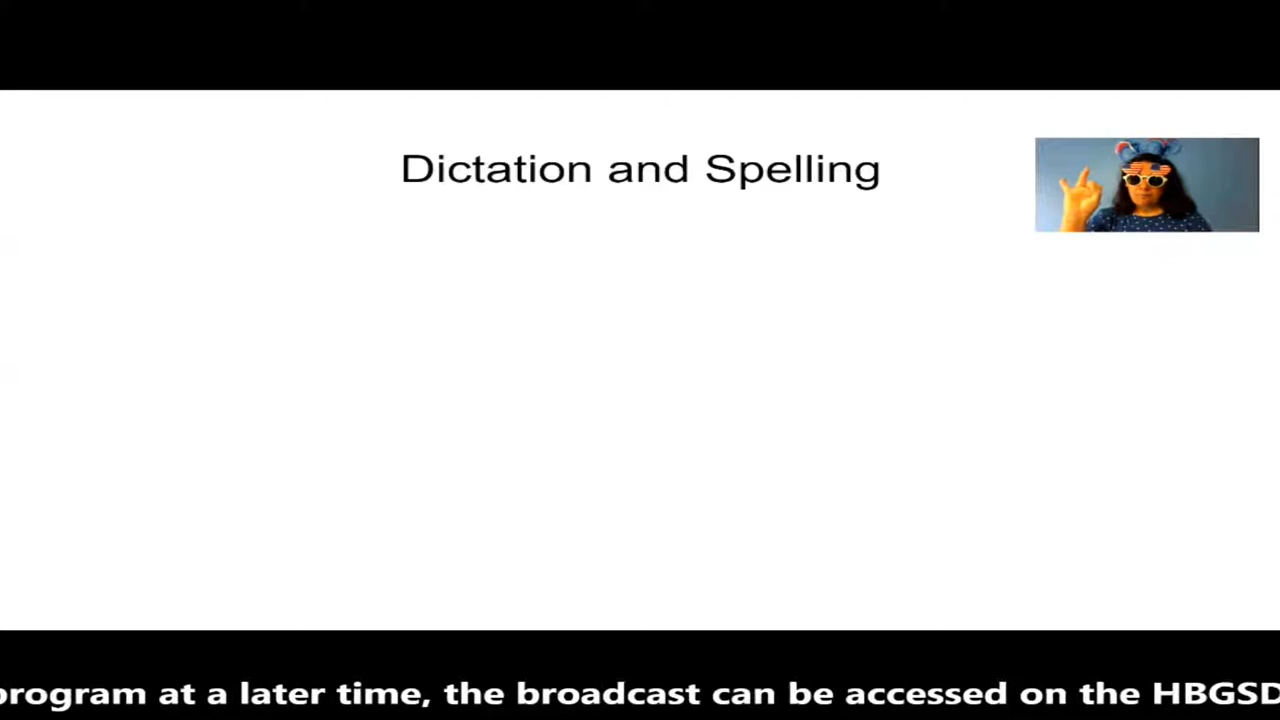 Dictation and Spelling
program at a later time, the broadcast can be accessed on the HBGSD